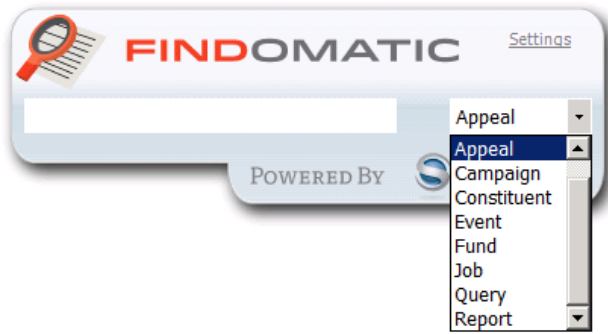 FINDOMATIC
Settings
Appeal
Appeal
Campaign
Constituent
Event
Fund
Job
Query
Report
POWERED BY